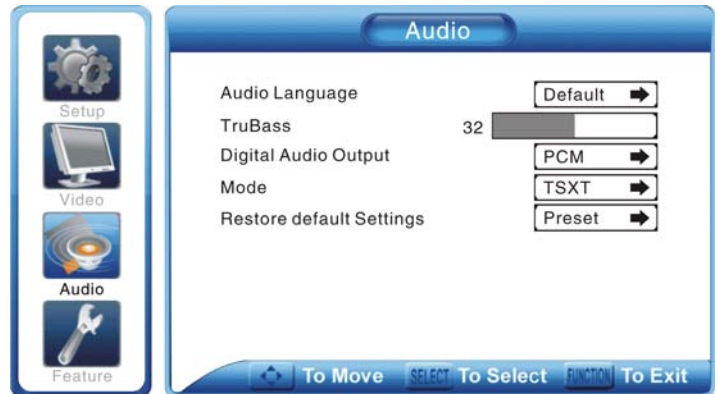 Setup
Video
Audio
Feature
Audio
Audio Language Default
TruBass 32
Digital Audio Output PCM
Mode TSXT
Restore default Settings Preset
To Move SELECT To Select FUNCTION To Exit